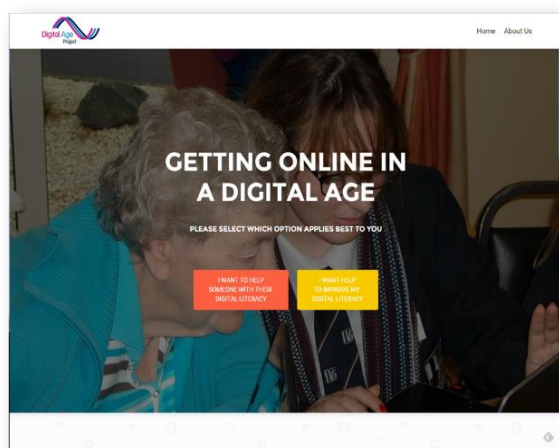 Digital Age
Project
Home About Us
GETTING ONLINE IN
A DIGITAL AGE
PLEASE SELECT WHICH OPTION APPLIES BEST TO YOU
I WANT TO HELP
SOMEONE WITH THEIR
DIGITAL LITERACY
I WANT HELP
TO IMPROVE MY
DIGITAL LITERACY